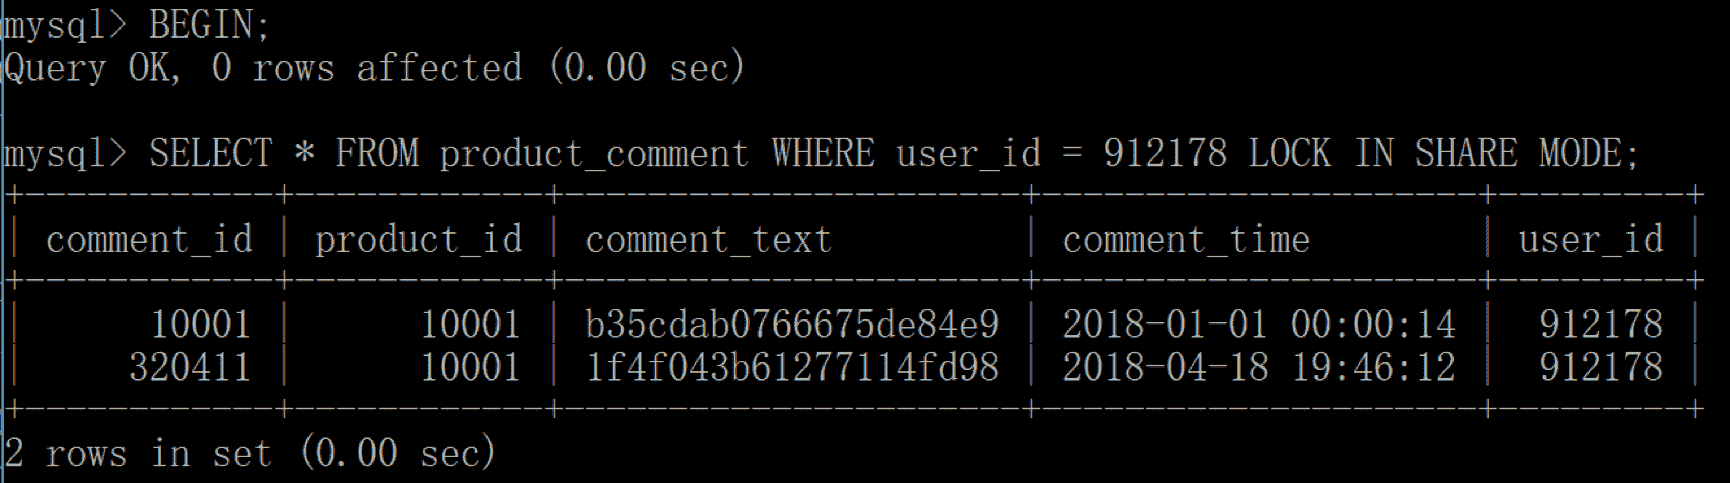 mysql> BEGIN;
Query OK, 0 rows affected (0.00 sec)
mysql> SELECT * FROM product_comment WHERE user_id = 912178 LOCK IN SHARE MODE;
+------------+------------+----------------------+---------------------+---------+
| comment_id | product_id | comment_text         | comment_time        | user_id |
+------------+------------+----------------------+---------------------+---------+
|      10001 |      10001 | b35cdab0766675de84e9 | 2018-01-01 00:00:14 |  912178 |
|     320411 |      10001 | 1f4f043b61277114fd98 | 2018-04-18 19:46:12 |  912178 |
+------------+------------+----------------------+---------------------+---------+
2 rows in set (0.00 sec)